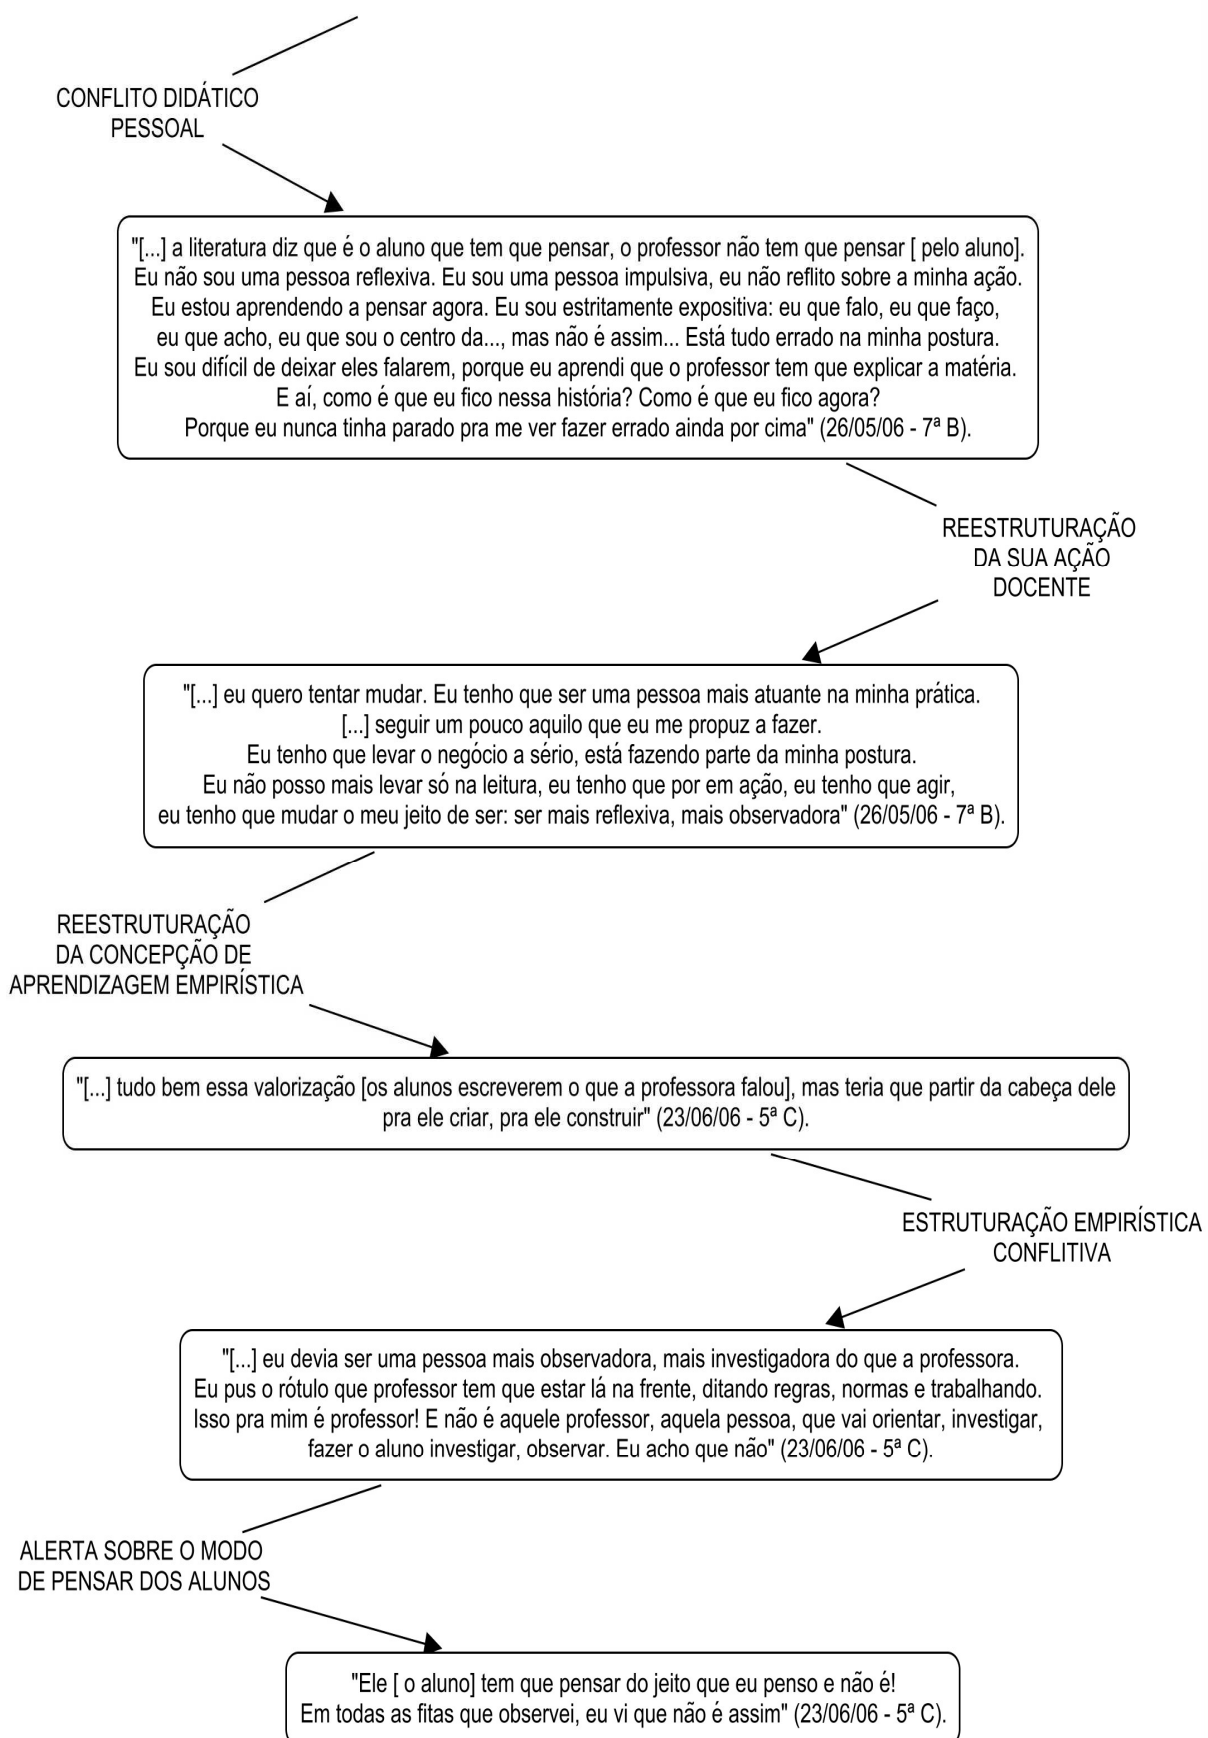 CONFLITO DIDÁTICO
PESSOAL
"[...] a literatura diz que é o aluno que tem que pensar, o professor não tem que pensar [ pelo aluno].
Eu não sou uma pessoa reflexiva. Eu sou uma pessoa impulsiva, eu não reflito sobre a minha ação.
Eu estou aprendendo a pensar agora. Eu sou estritamente expositiva: eu que falo, eu que faço,
eu que acho, eu que sou o centro da..., mas não é assim... Está tudo errado na minha postura.
Eu sou difícil de deixar eles falarem, porque eu aprendi que o professor tem que explicar a matéria.
E aí, como é que eu fico nessa história? Como é que eu fico agora?
Porque eu nunca tinha parado pra me ver fazer errado ainda por cima" (26/05/06 - 7ª B).
REESTRUTURAÇÃO
DA SUA AÇÃO
DOCENTE
"[...] eu quero tentar mudar. Eu tenho que ser uma pessoa mais atuante na minha prática.
[...] seguir um pouco aquilo que eu me propuz a fazer.
Eu tenho que levar o negócio a sério, está fazendo parte da minha postura.
Eu não posso mais levar só na leitura, eu tenho que por em ação, eu tenho que agir,
eu tenho que mudar o meu jeito de ser: ser mais reflexiva, mais observadora" (26/05/06 - 7ª B).
REESTRUTURAÇÃO
DA CONCEPÇÃO DE
APRENDIZAGEM EMPIRÍSTICA
"[...] tudo bem essa valorização [os alunos escreverem o que a professora falou], mas teria que partir da cabeça dele
pra ele criar, pra ele construir" (23/06/06 - 5ª C).
ESTRUTURAÇÃO EMPIRÍSTICA
CONFLITIVA
"[...] eu devia ser uma pessoa mais observadora, mais investigadora do que a professora.
Eu pus o rótulo que professor tem que estar lá na frente, ditando regras, normas e trabalhando.
Isso pra mim é professor! E não é aquele professor, aquela pessoa, que vai orientar, investigar,
fazer o aluno investigar, observar. Eu acho que não" (23/06/06 - 5ª C).
ALERTA SOBRE O MODO
DE PENSAR DOS ALUNOS
"Ele [ o aluno] tem que pensar do jeito que eu penso e não é!
Em todas as fitas que observei, eu vi que não é assim" (23/06/06 - 5ª C).